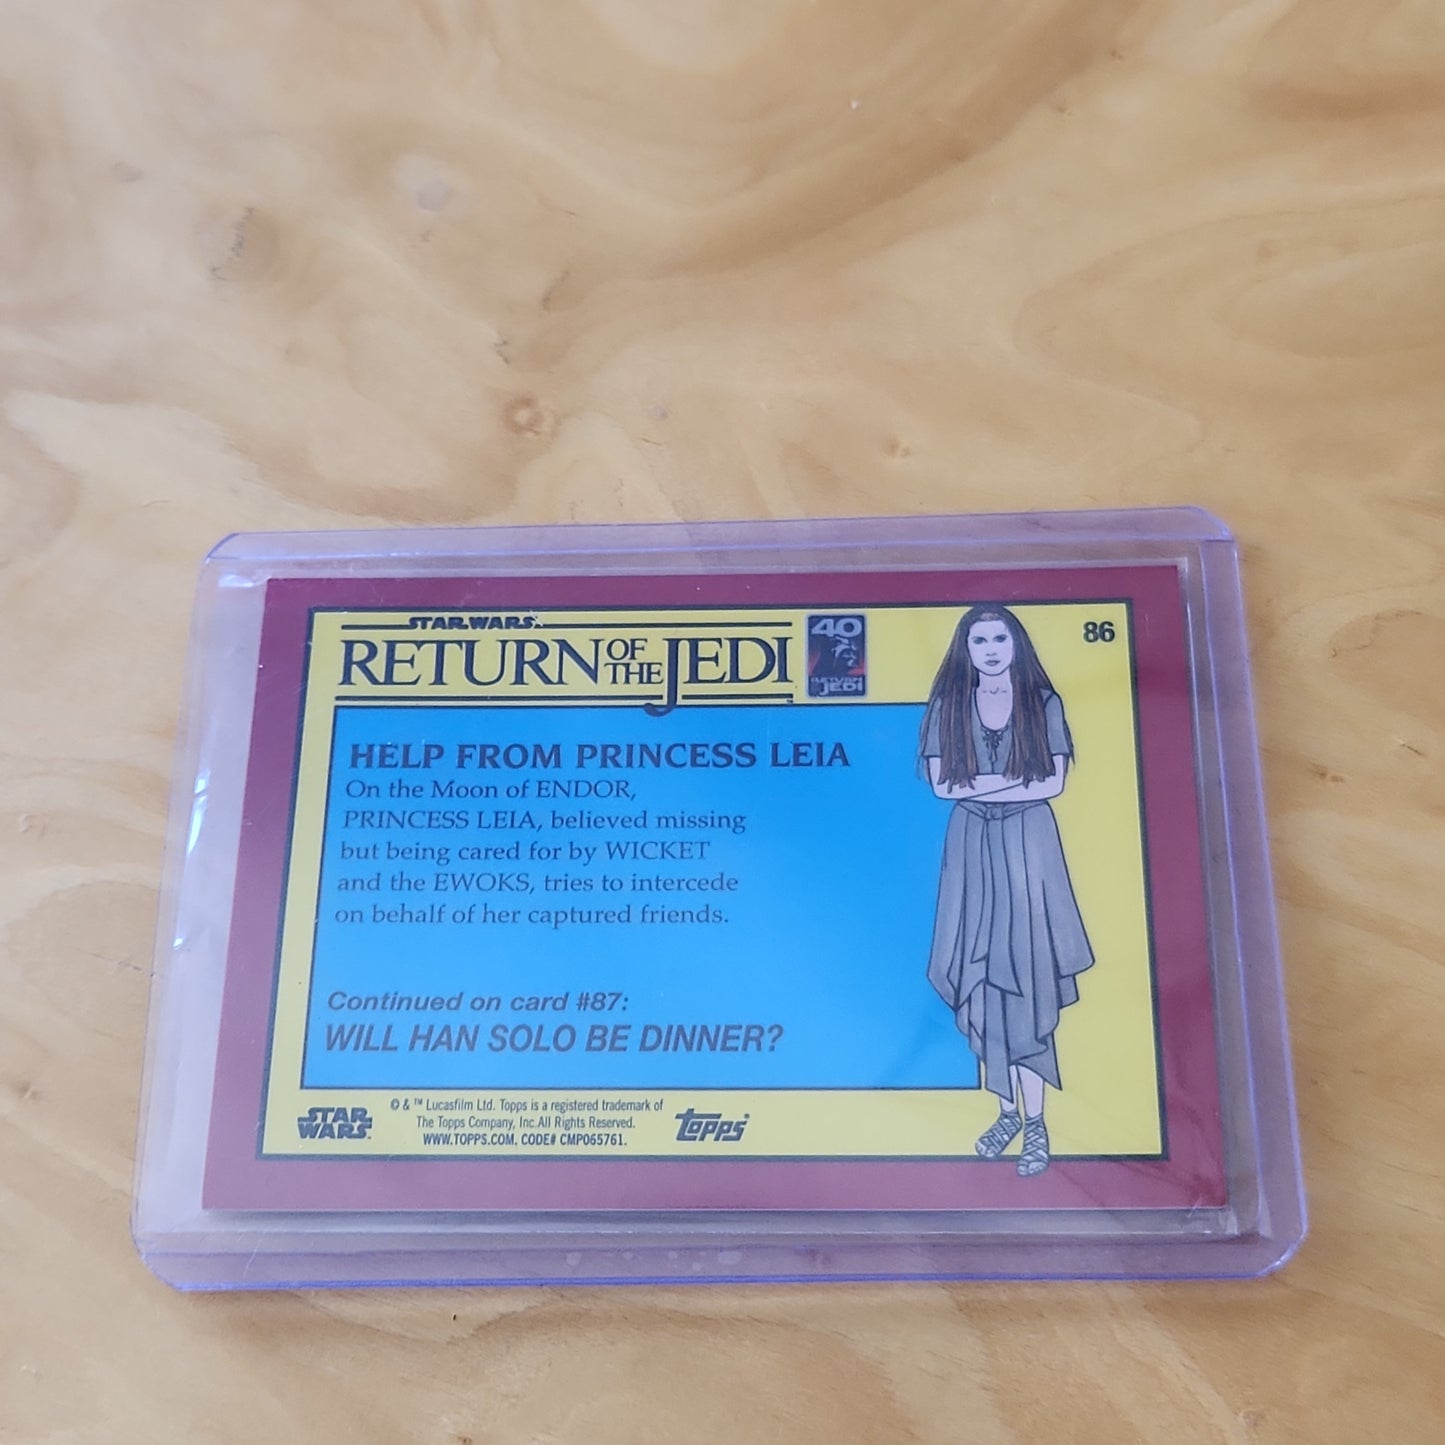 STAR WARS
RETURN OF THE JEDI
40
RETURN
JEDI
86
HELP FROM PRINCESS LEIA
On the Moon of ENDOR,
PRINCESS LEIA, believed missing
but being cared for by WICKET
and the EWOKS, tries to intercede
on behalf of her captured friends.
Continued on card #87:
WILL HAN SOLO BE DINNER?
STAR
WARS
© & ™ Lucasfilm Ltd. Topps is a registered trademark of
The Topps Company, Inc. All Rights Reserved.
WWW.TOPPS.COM. CODE# CMP065761.
topps